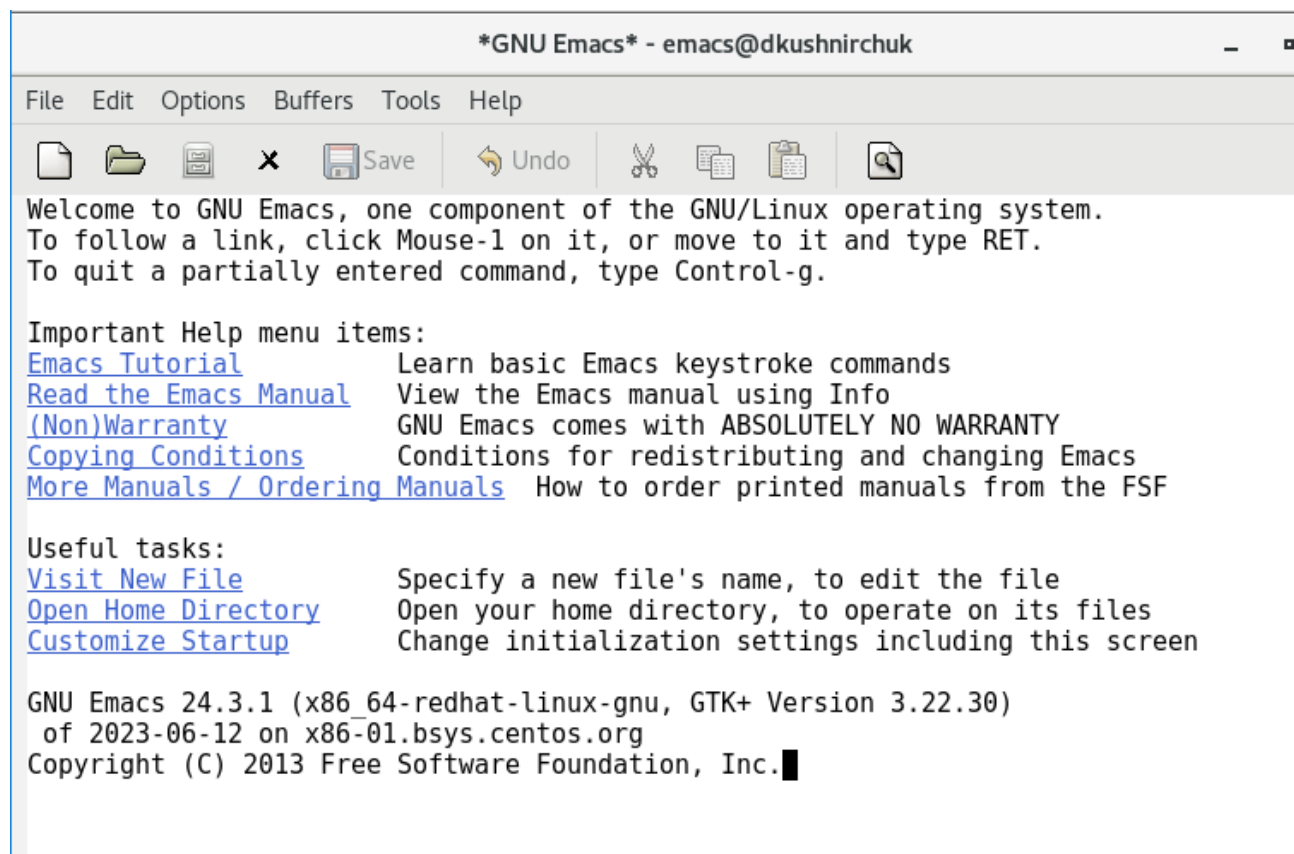 *GNU Emacs* - emacs@dkushnirchuk
File Edit Options Buffers Tools Help
Save Undo
Welcome to GNU Emacs, one component of the GNU/Linux operating system.
To follow a link, click Mouse-1 on it, or move to it and type RET.
To quit a partially entered command, type Control-g.
Important Help menu items:
Emacs Tutorial Learn basic Emacs keystroke commands
Read the Emacs Manual View the Emacs manual using Info
(Non)Warranty GNU Emacs comes with ABSOLUTELY NO WARRANTY
Copying Conditions Conditions for redistributing and changing Emacs
More Manuals / Ordering Manuals How to order printed manuals from the FSF
Useful tasks:
Visit New File Specify a new file's name, to edit the file
Open Home Directory Open your home directory, to operate on its files
Customize Startup Change initialization settings including this screen
GNU Emacs 24.3.1 (x86_64-redhat-linux-gnu, GTK+ Version 3.22.30)
of 2023-06-12 on x86-01.bsys.centos.org
Copyright (C) 2013 Free Software Foundation, Inc.